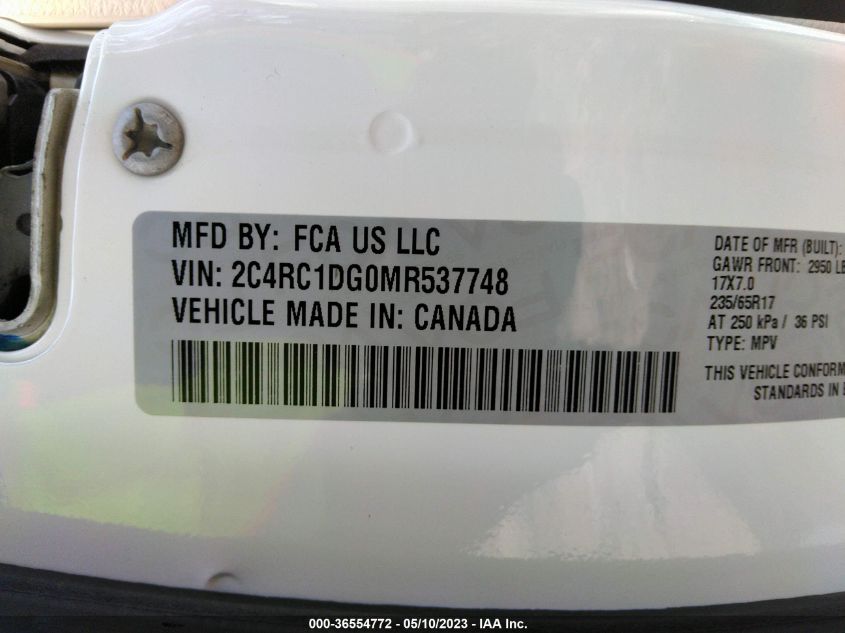 MFD BY: FCA US LLC
VIN: 2C4RC1DG0MR537748
VEHICLE MADE IN: CANADA
DATE OF MFR (BUILT):
GAWR FRONT: 2950 LB
17X7.0
235/65R17
AT 250 kPa / 36 PSI
TYPE: MPV
THIS VEHICLE CONFORM
STANDARDS IN
000-36554772 - 05/10/2023 - IAA Inc.